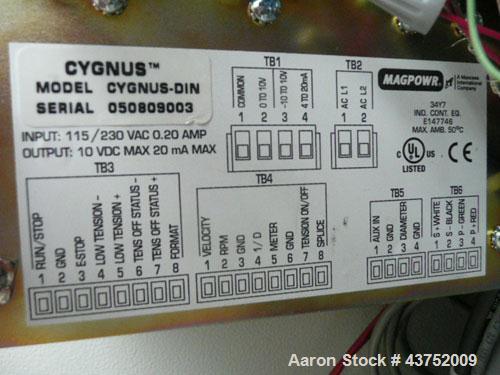 CYGNUS™
MODEL CYGNUS-DIN
SERIAL 050809003
INPUT: 115/230 VAC 0.20 AMP
OUTPUT: 10 VDC MAX 20 mA MAX
TB1
COMMON
0 TO 10V
-10 TO 10V
4 TO 20mA
1 2 3 4
TB2
AC L1
AC L2
1 2
MAGPOWR®
A Maxcess
International
Company
34Y7
IND. CONT. EQ.
E147746
MAX. AMB. 50°C
C UL US
LISTED
CE
TB3
RUN/STOP
GND
E-STOP
LOW TENSION -
LOW TENSION +
TENS OFF STATUS -
TENS OFF STATUS +
FORMAT
1 2 3 4 5 6 7 8
TB4
VELOCITY
RPM
GND
1/D
METER
GND
TENSION ON/OFF
SPLICE
1 2 3 4 5 6 7 8
TB5
AUX IN
GND
DIAMETER
GND
1 2 3 4
TB6
S + WHITE
S - BLACK
P - GREEN
P + RED
1 2 3 4
Aaron Stock # 43752009